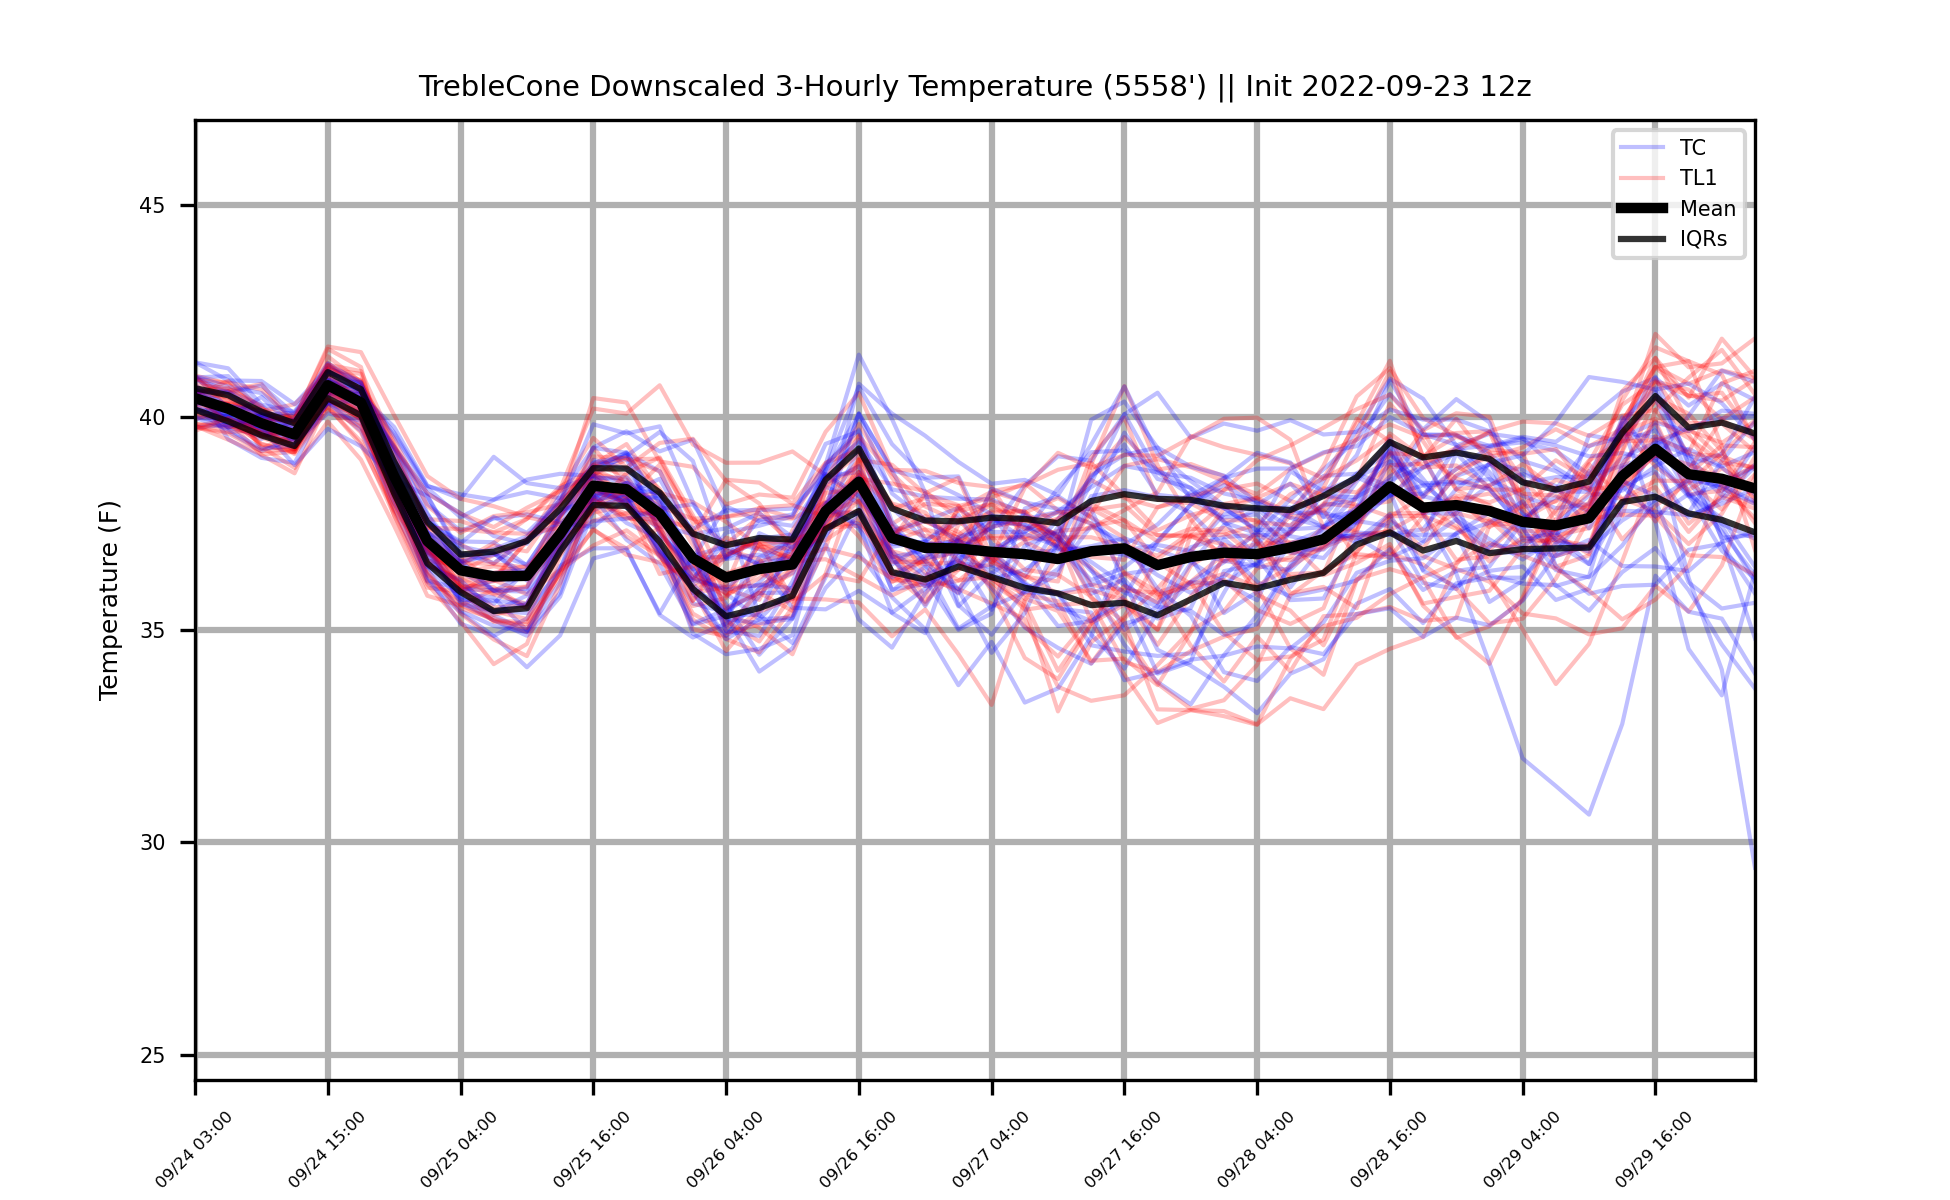 TrebleCone Downscaled 3-Hourly Temperature (5558') || Init 2022-09-23 12z
TC
TL1
Mean
IQRs
Temperature (F)
45
40
35
30
25
09/24 03:00
09/24 15:00
09/25 04:00
09/25 16:00
09/26 04:00
09/26 16:00
09/27 04:00
09/27 16:00
09/28 04:00
09/28 16:00
09/29 04:00
09/29 16:00